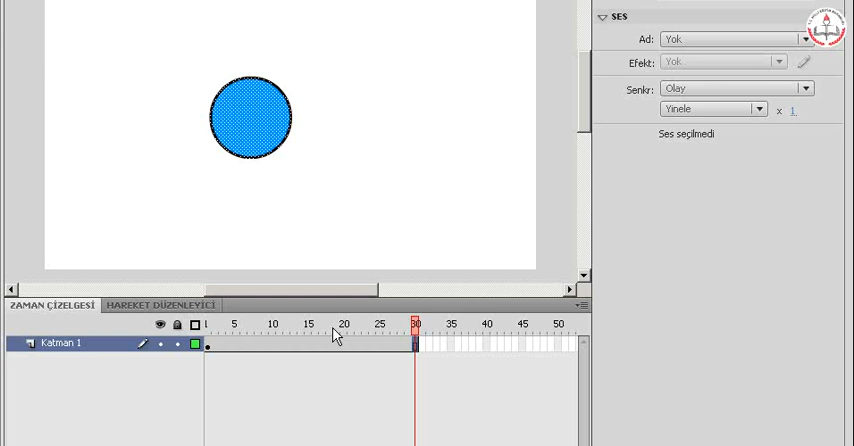 SES
Ad: Yok
Efekt: Yok
Senkr: Olay
Yinele x 1
Ses seçilmedi
ZAMAN ÇİZELGESİ HAREKET DÜZENLEYİCİ
1 5 10 15 20 25 30 35 40 45 50
Katman 1